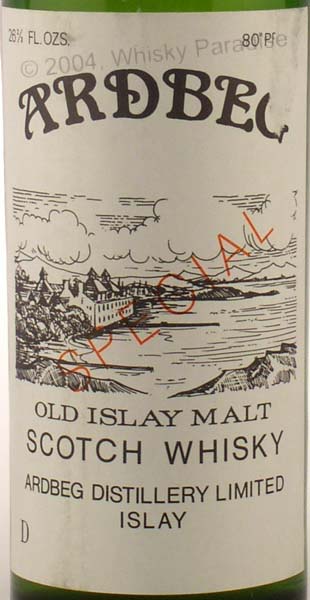 26⅔ FL. OZS. 80° Pf
© 2004, Whisky Paradise
ARDBEG
SPECIAL
OLD ISLAY MALT
SCOTCH WHISKY
ARDBEG DISTILLERY LIMITED
ISLAY
D